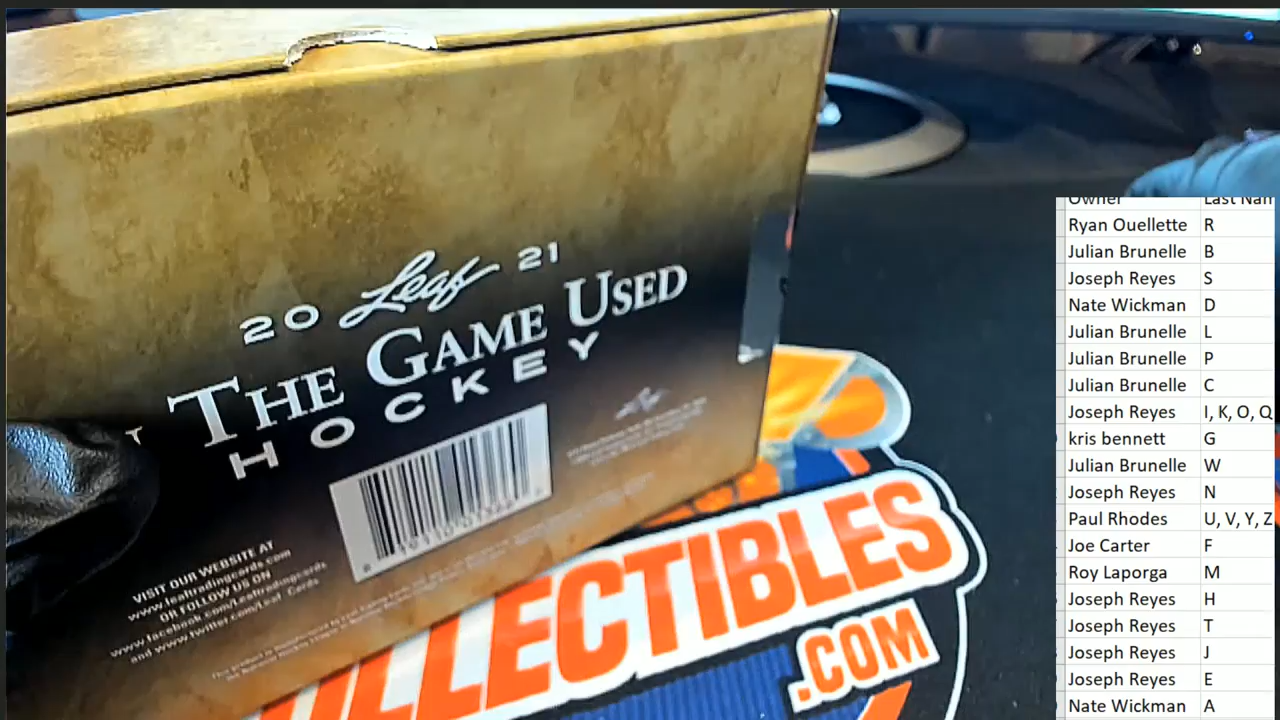 20 Leaf 21
THE GAME USED
HOCKEY
VISIT OUR WEBSITE AT
www.leaftradingcards.com
OR FOLLOW US ON
www.facebook.com/Leaftradingcards
and www.twitter.com/Leaf_Cards
LLECTIBLES
.COM
Owner Last Nam
Ryan Ouellette R
Julian Brunelle B
Joseph Reyes S
Nate Wickman D
Julian Brunelle L
Julian Brunelle P
Julian Brunelle C
Joseph Reyes I, K, O, Q
kris bennett G
Julian Brunelle W
Joseph Reyes N
Paul Rhodes U, V, Y, Z
Joe Carter F
Roy Laporga M
Joseph Reyes H
Joseph Reyes T
Joseph Reyes J
Joseph Reyes E
Nate Wickman A